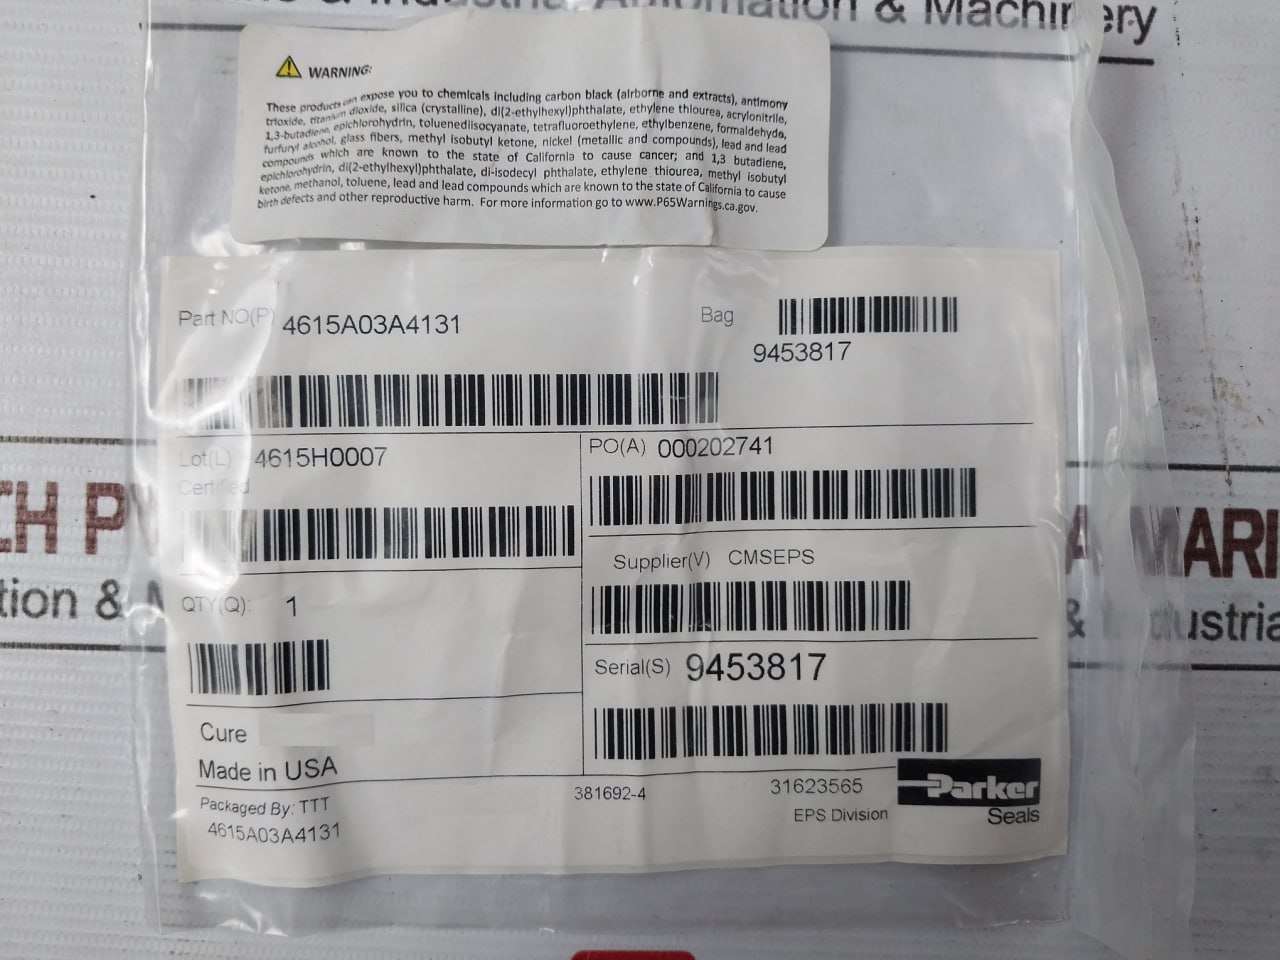 & Industrial Automation & Machinery
WARNING:
These products can expose you to chemicals including carbon black (airborne and extracts), antimony
trioxide, titanium dioxide, silica (crystalline), di(2-ethylhexyl)phthalate, ethylene thiourea, acrylonitrile,
1,3-butadiene, epichlorohydrin, toluenediisocyanate, tetrafluoroethylene, ethylbenzene, formaldehyde,
furfuryl alcohol, glass fibers, methyl isobutyl ketone, nickel (metallic and compounds), lead and lead
compounds which are known to the state of California to cause cancer; and 1,3 butadiene,
epichlorohydrin, di(2-ethylhexyl)phthalate, di-isodecyl phthalate, ethylene thiourea, methyl isobutyl
ketone, methanol, toluene, lead and lead compounds which are known to the state of California to cause
birth defects and other reproductive harm. For more information go to www.P65Warnings.ca.gov.
Part NO(P) 4615A03A4131
Bag
9453817
Lot(L) 4615H0007
Certified
PO(A) 000202741
Supplier(V) CMSEPS
QTY(Q): 1
Serial(S) 9453817
Cure
Made in USA
Packaged By: TTT
4615A03A4131
381692-4
31623565
EPS Division
Parker
Seals
CH P
tion &
A MARI
& Industria